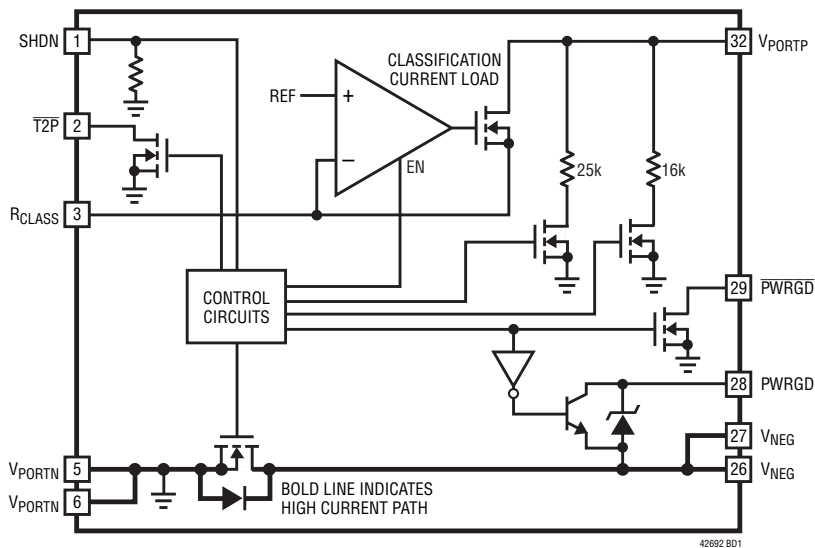 SHDN 1
T2P 2
RCLASS 3
VPORTN 5
VPORTN 6
REF
+
−
EN
CLASSIFICATION
CURRENT LOAD
25k
16k
CONTROL
CIRCUITS
BOLD LINE INDICATES
HIGH CURRENT PATH
32 VPORTP
29 PWRGD
28 PWRGD
27 VNEG
26 VNEG
42692 BD1